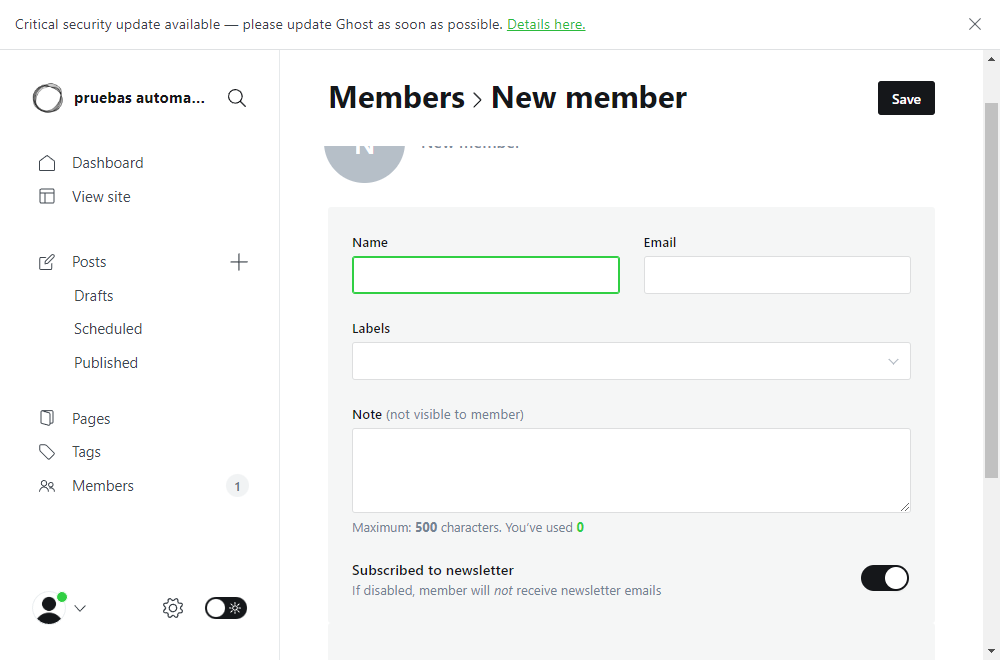 Critical security update available — please update Ghost as soon as possible. Details here.
pruebas automa...
Dashboard
View site
Posts
Drafts
Scheduled
Published
Pages
Tags
Members
1
Members > New member
Save
N
New member
Name
Email
Labels
Note (not visible to member)
Maximum: 500 characters. You've used 0
Subscribed to newsletter
If disabled, member will not receive newsletter emails